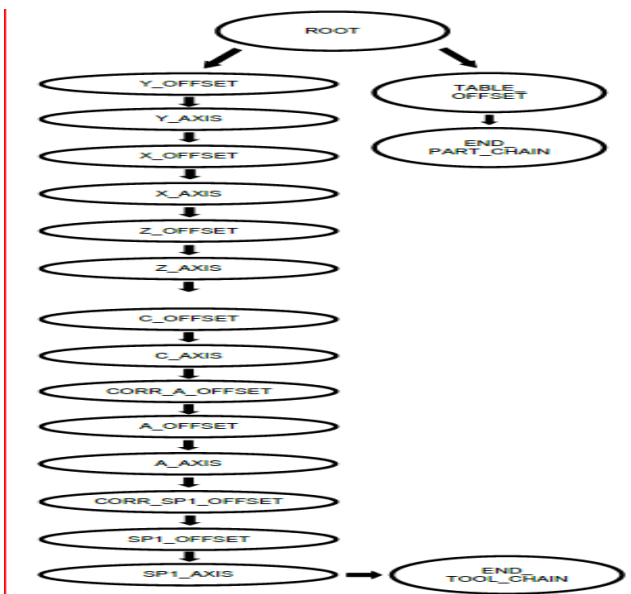 ROOT
Y_OFFSET
Y_AXIS
X_OFFSET
X_AXIS
Z_OFFSET
Z_AXIS
C_OFFSET
C_AXIS
CORR_A_OFFSET
A_OFFSET
A_AXIS
CORR_SP1_OFFSET
SP1_OFFSET
SP1_AXIS
END_
TOOL_CHAIN
TABLE_
OFFSET
END_
PART_CHAIN